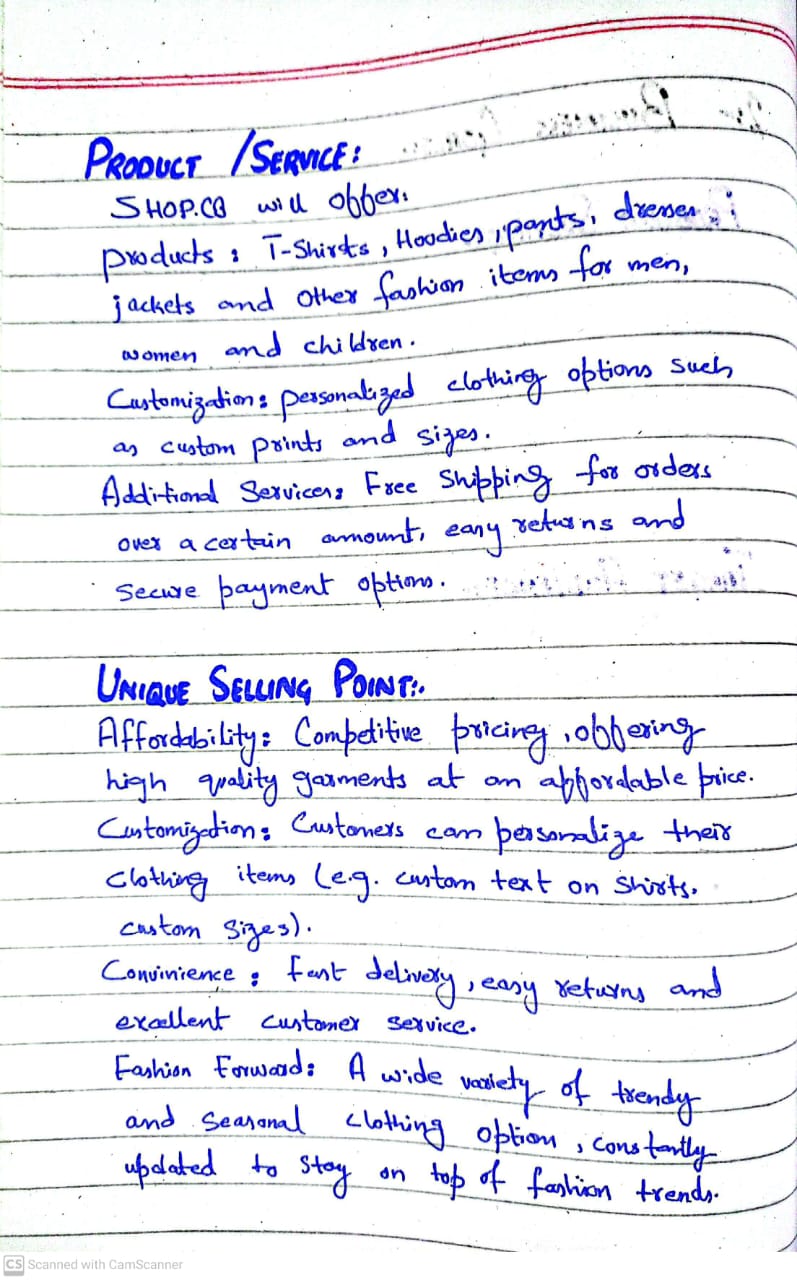 PRODUCT /SERVICE:
SHOP.CO will offer:
products : T-Shirts, Hoodies, pants, dresses,
jackets and Other fashion items for men,
women and children.
Customization: personalized clothing options such
as custom prints and sizes.
Additional Services: Free Shipping for orders
over a certain amount, easy returns and
Secure payment options.
UNIQUE SELLING POINT:.
Affordability: Competitive pricing, offering
high quality garments at an affordable price.
Customization: Customers can personalize their
clothing items (e.g. custom text on Shirts.
custom sizes).
Convinience : fast delivery, easy returns and
excellent customer service.
Fashion Forward: A wide variety of trendy
and Seasonal Clothing option, constantly
updated to Stay on top of fashion trends.
CS Scanned with CamScanner